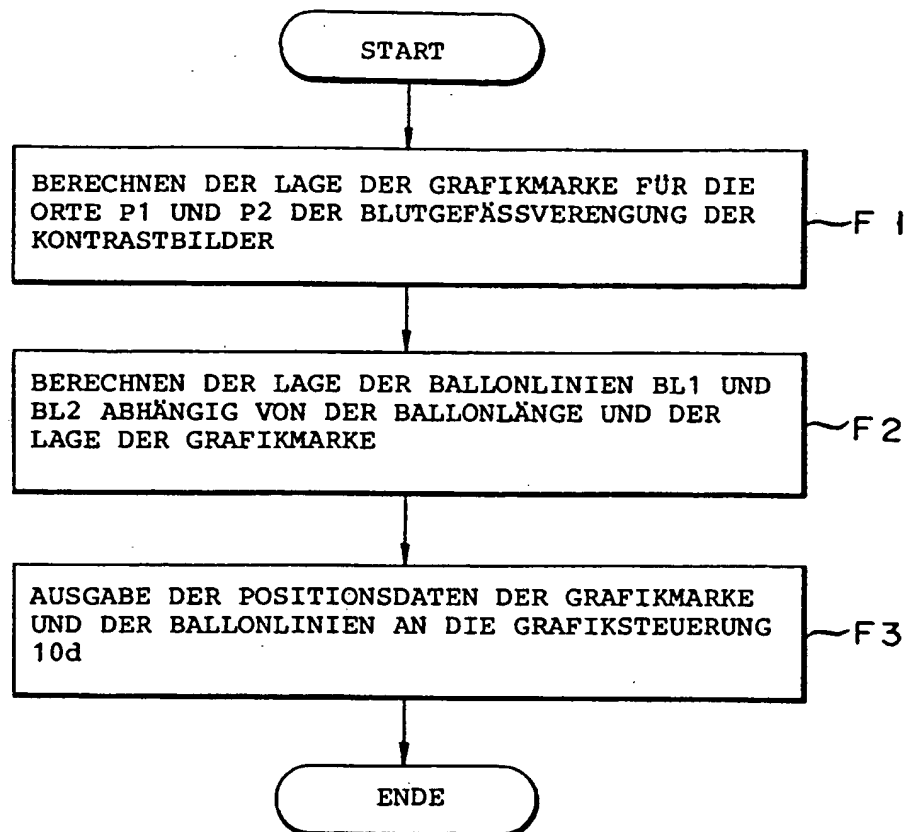 START
BERECHNEN DER LAGE DER GRAFIKMARKE FÜR DIE
ORTE P1 UND P2 DER BLUTGEFÄSSVERENGUNG DER
KONTRASTBILDER
F 1
BERECHNEN DER LAGE DER BALLONLINIEN BL1 UND
BL2 ABHÄNGIG VON DER BALLONLÄNGE UND DER
LAGE DER GRAFIKMARKE
F 2
AUSGABE DER POSITIONSDATEN DER GRAFIKMARKE
UND DER BALLONLINIEN AN DIE GRAFIKSTEUERUNG
10d
F 3
ENDE